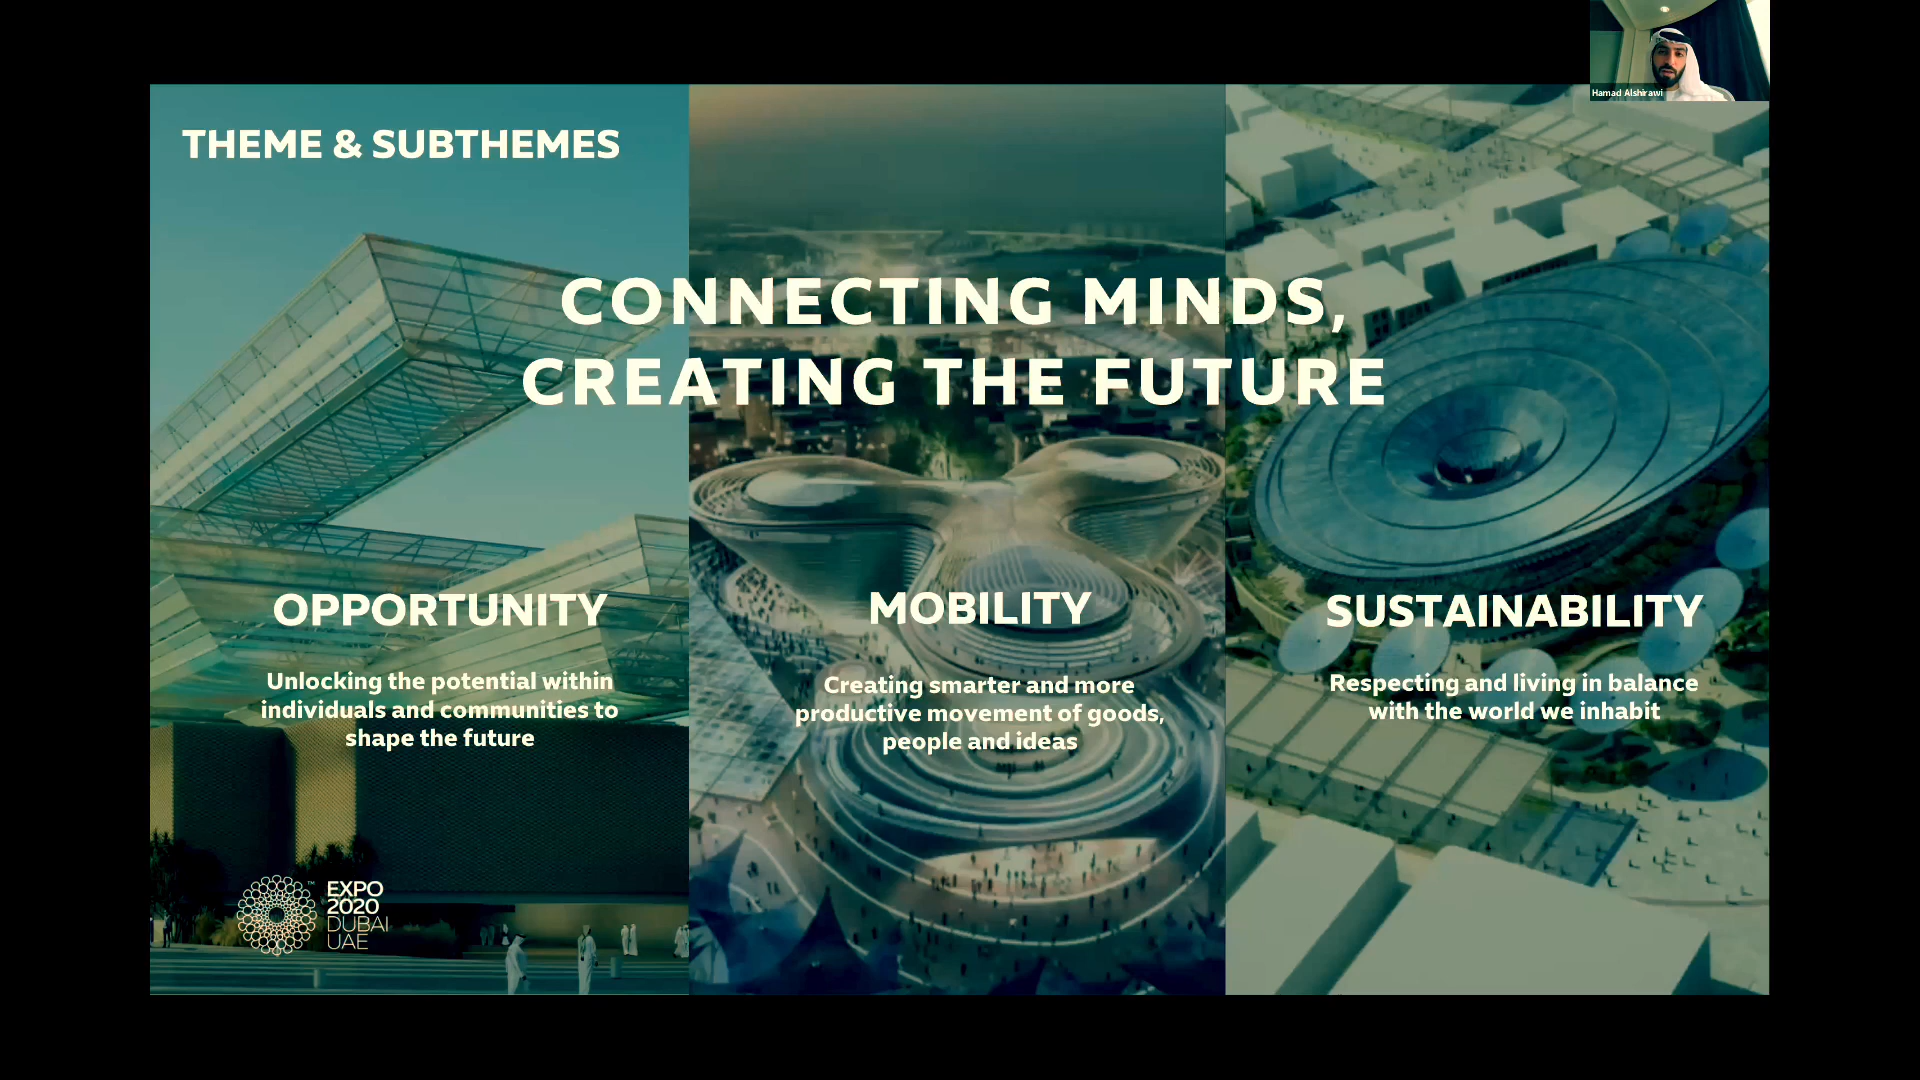 Hamad Alshirawi
THEME & SUBTHEMES
CONNECTING MINDS,
CREATING THE FUTURE
OPPORTUNITY
Unlocking the potential within
individuals and communities to
shape the future
MOBILITY
Creating smarter and more
productive movement of goods,
people and ideas
SUSTAINABILITY
Respecting and living in balance
with the world we inhabit
™
EXPO
2020
DUBAI
UAE